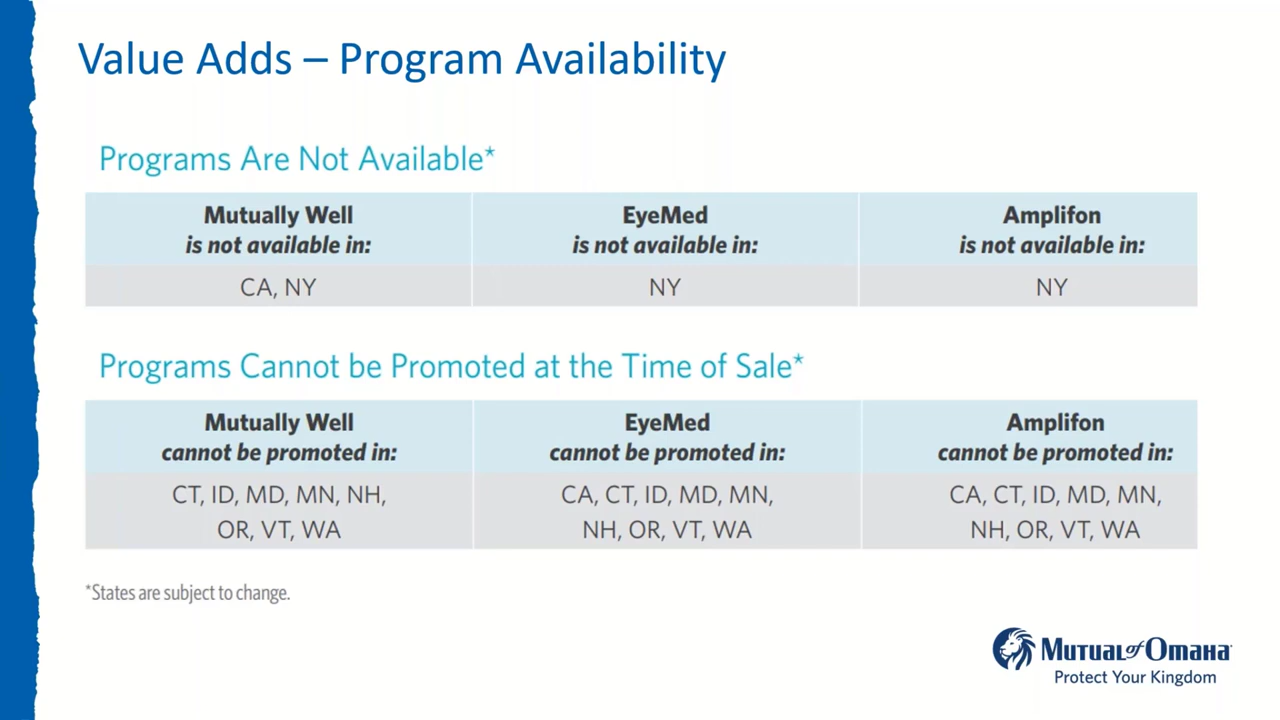 Value Adds – Program Availability
Programs Are Not Available*
Mutually Well
is not available in:
EyeMed
is not available in:
Amplifon
is not available in:
CA, NY
NY
NY
Programs Cannot be Promoted at the Time of Sale*
Mutually Well
cannot be promoted in:
EyeMed
cannot be promoted in:
Amplifon
cannot be promoted in:
CT, ID, MD, MN, NH,
OR, VT, WA
CA, CT, ID, MD, MN,
NH, OR, VT, WA
CA, CT, ID, MD, MN,
NH, OR, VT, WA
*States are subject to change.
Mutual of Omaha
Protect Your Kingdom